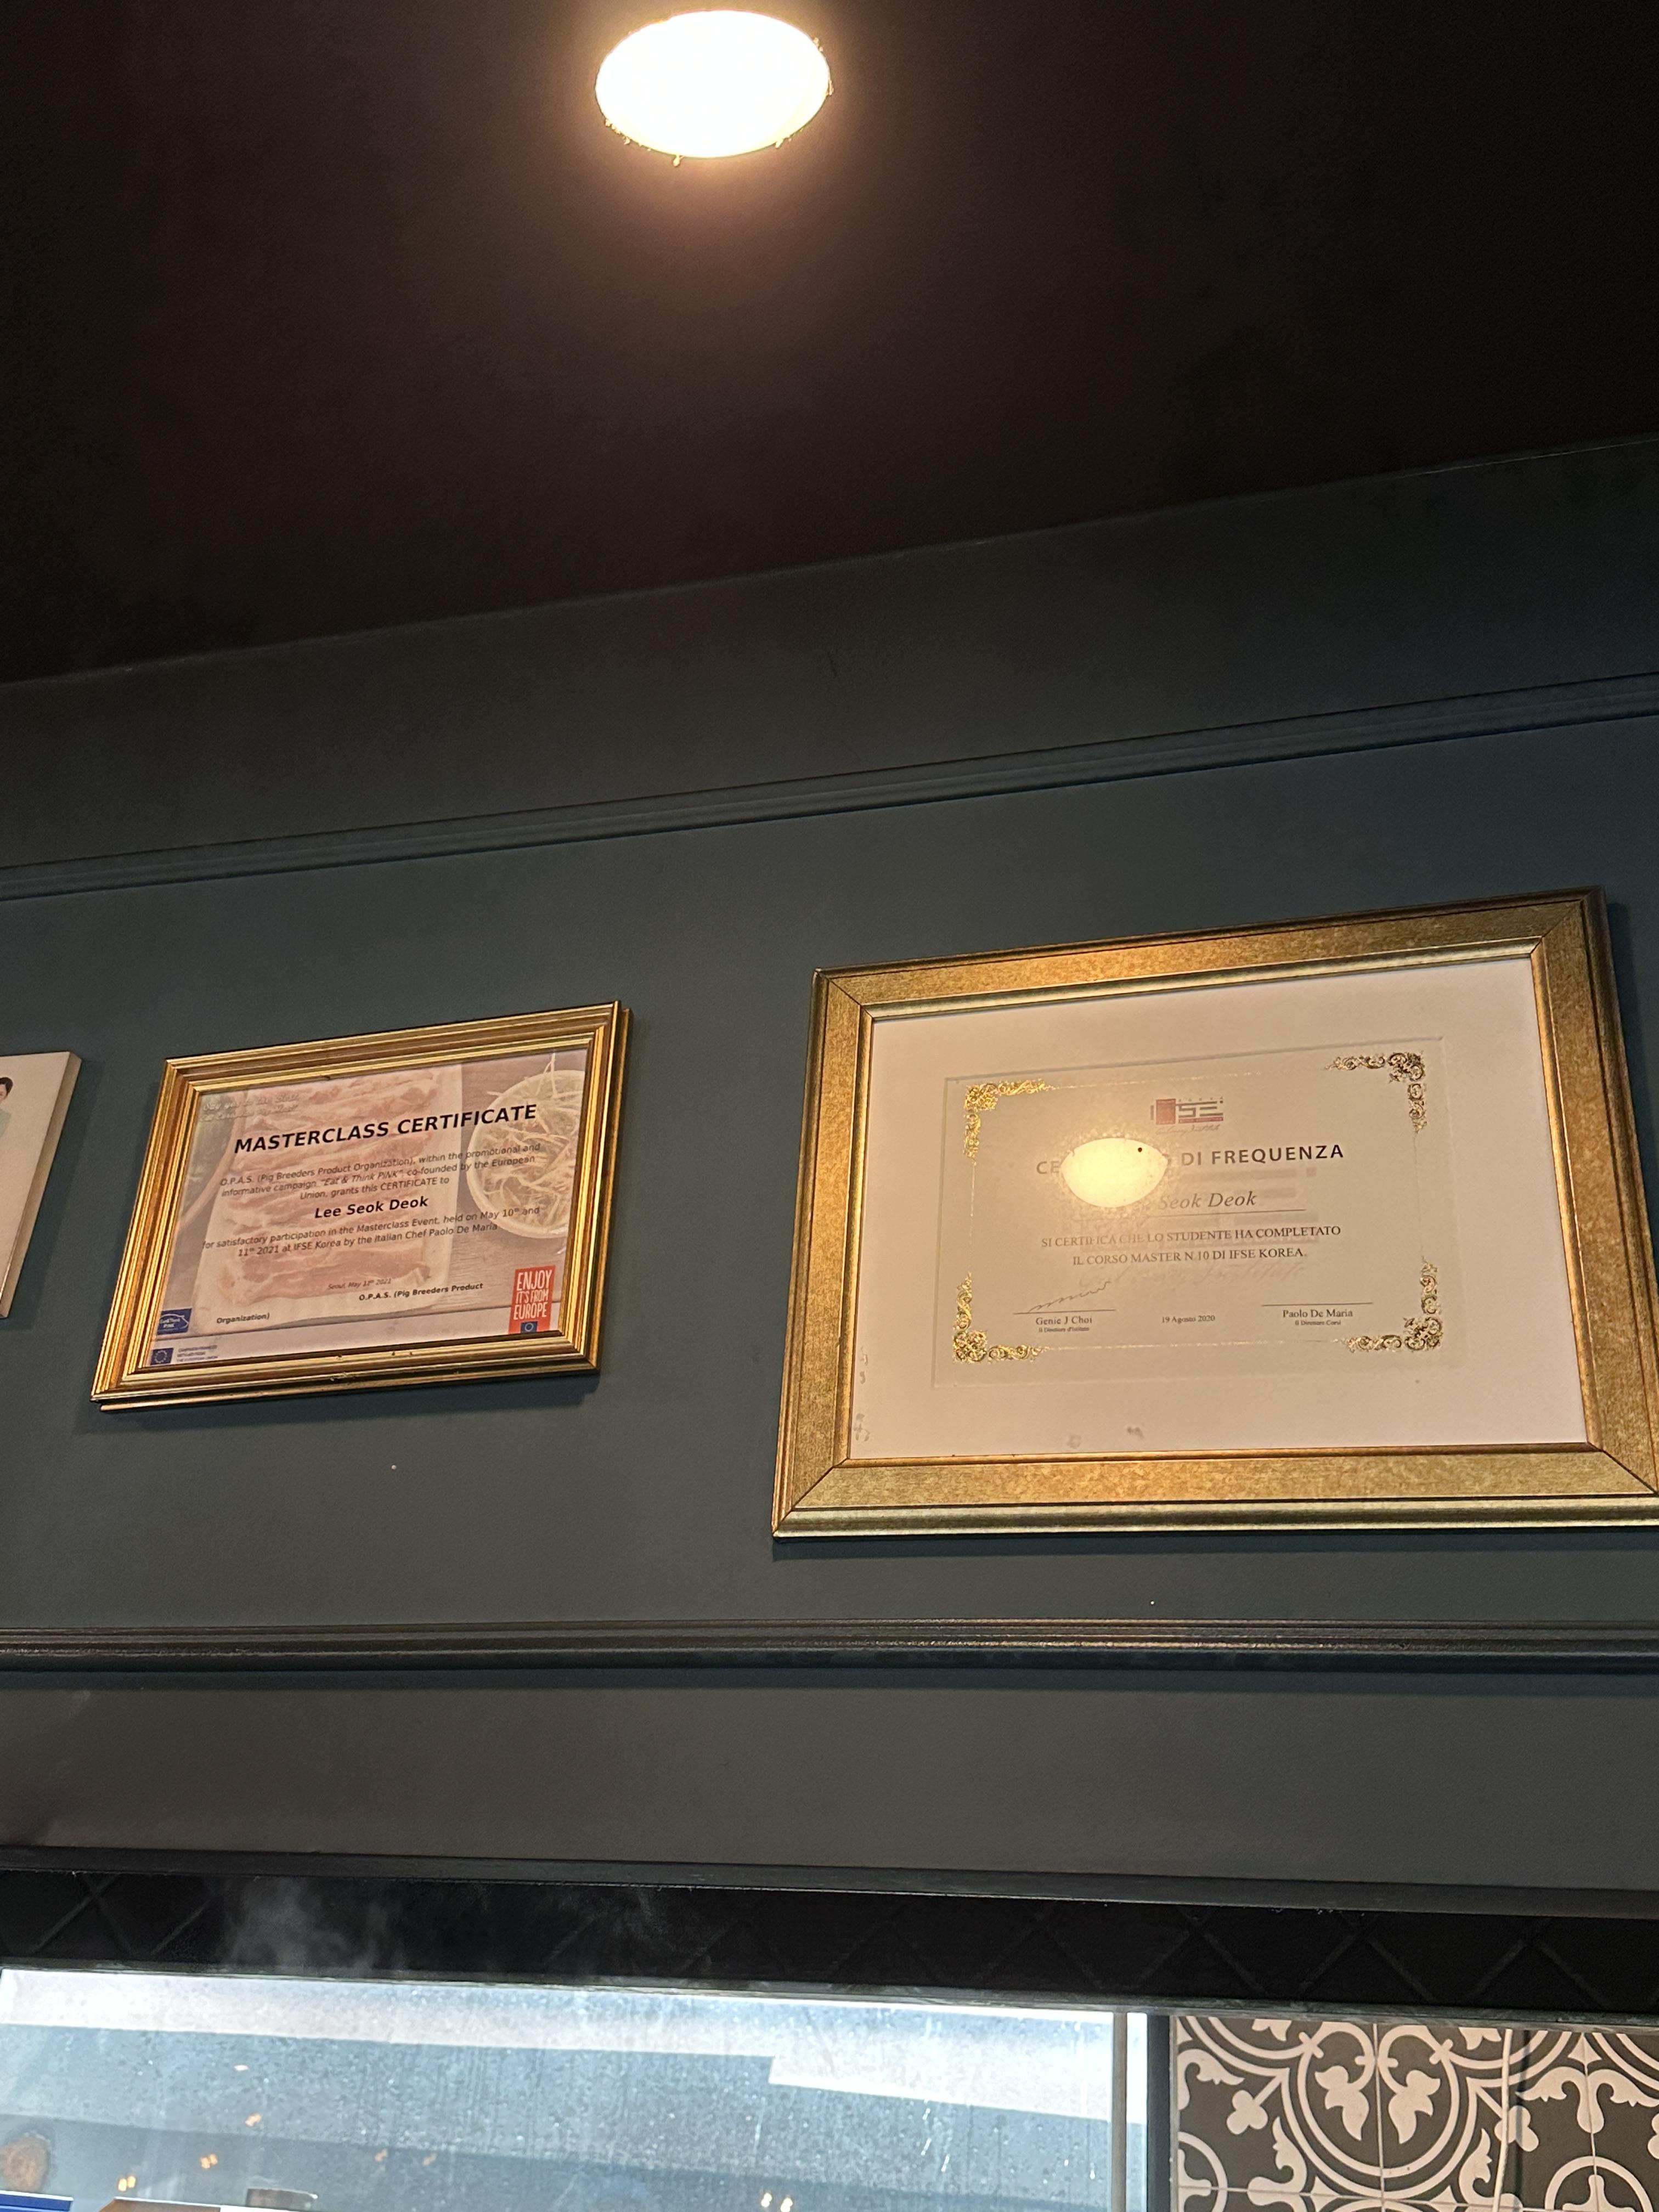 MASTERCLASS CERTIFICATE
O.P.A.S. (Pig Breeders Product Organization), within the promotional and
informative campaign, "Eat & Think PiNk", co-founded by the European
Union, grants this CERTIFICATE to
Lee Seok Deok
for satisfactory participation in the Masterclass Event, held on May 10th and
11th 2021 at IFSE Korea by the Italian Chef Paolo De Maria
Seoul, May 13th 2021
O.P.A.S. (Pig Breeders Product
Organization)
ENJOY
IT'S FROM
EUROPE
DI FREQUENZA
Seok Deok
SI CERTIFICA CHE LO STUDENTE HA COMPLETATO
IL CORSO MASTER N.10 DI IFSE KOREA.
Genie J Choi
19 Agosto 2020
Paolo De Maria